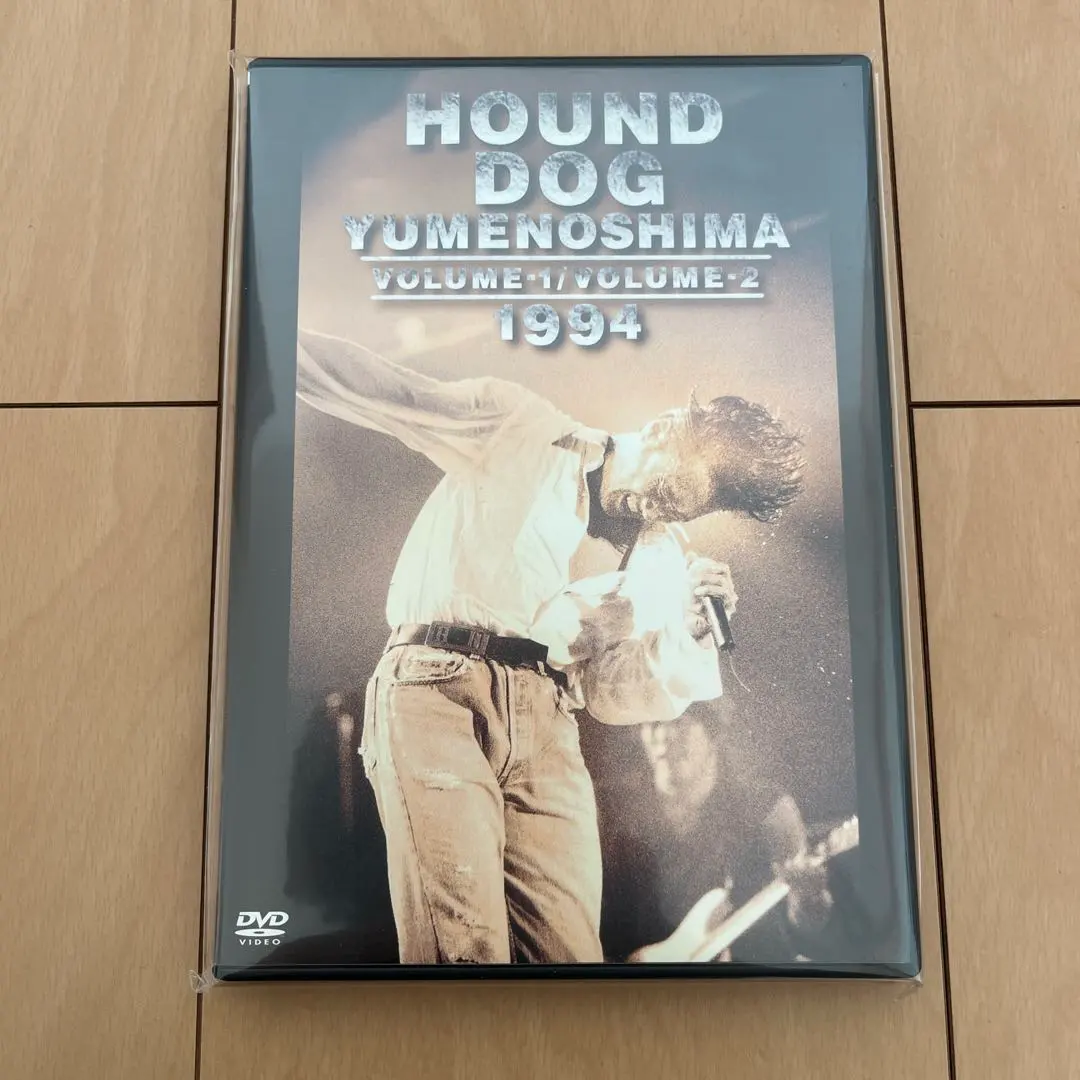 HOUND
DOG
YUMENOSHIMA
VOLUME-1/VOLUME-2
1994
DVD
VIDEO